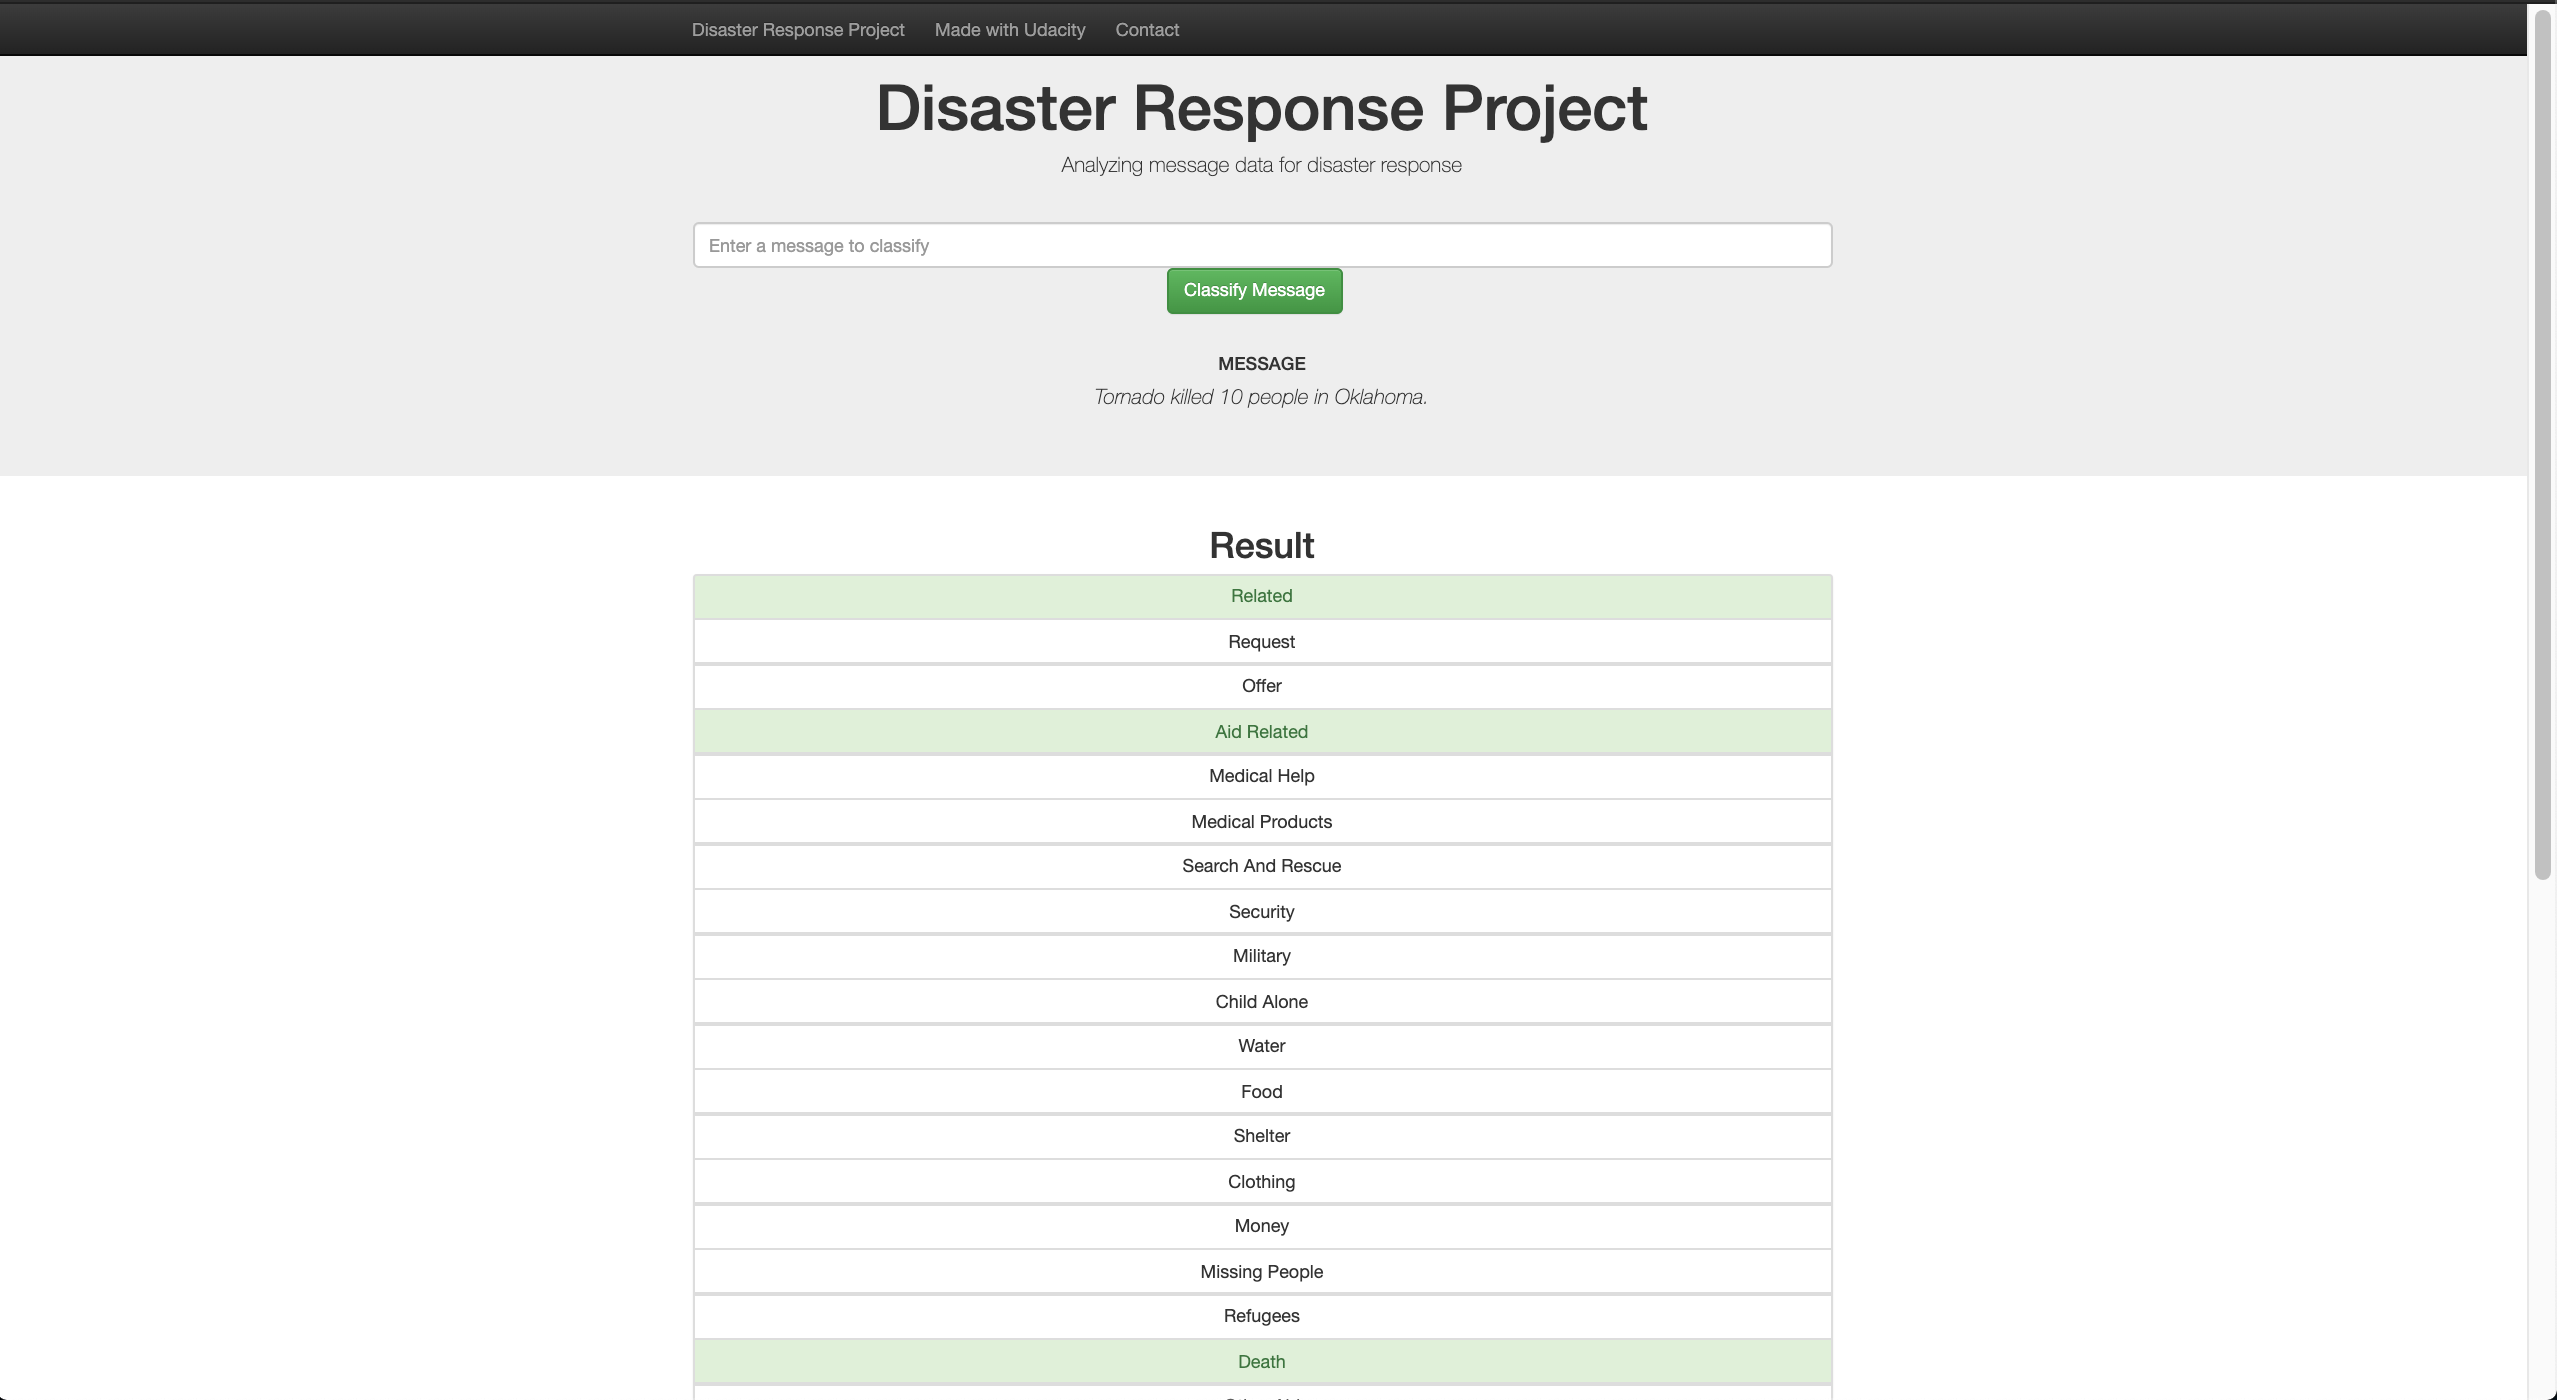 Disaster Response Project Made with Udacity Contact
Disaster Response Project
Analyzing message data for disaster response
Enter a message to classify
Classify Message
MESSAGE
Tornado killed 10 people in Oklahoma.
Result
Related
Request
Offer
Aid Related
Medical Help
Medical Products
Search And Rescue
Security
Military
Child Alone
Water
Food
Shelter
Clothing
Money
Missing People
Refugees
Death